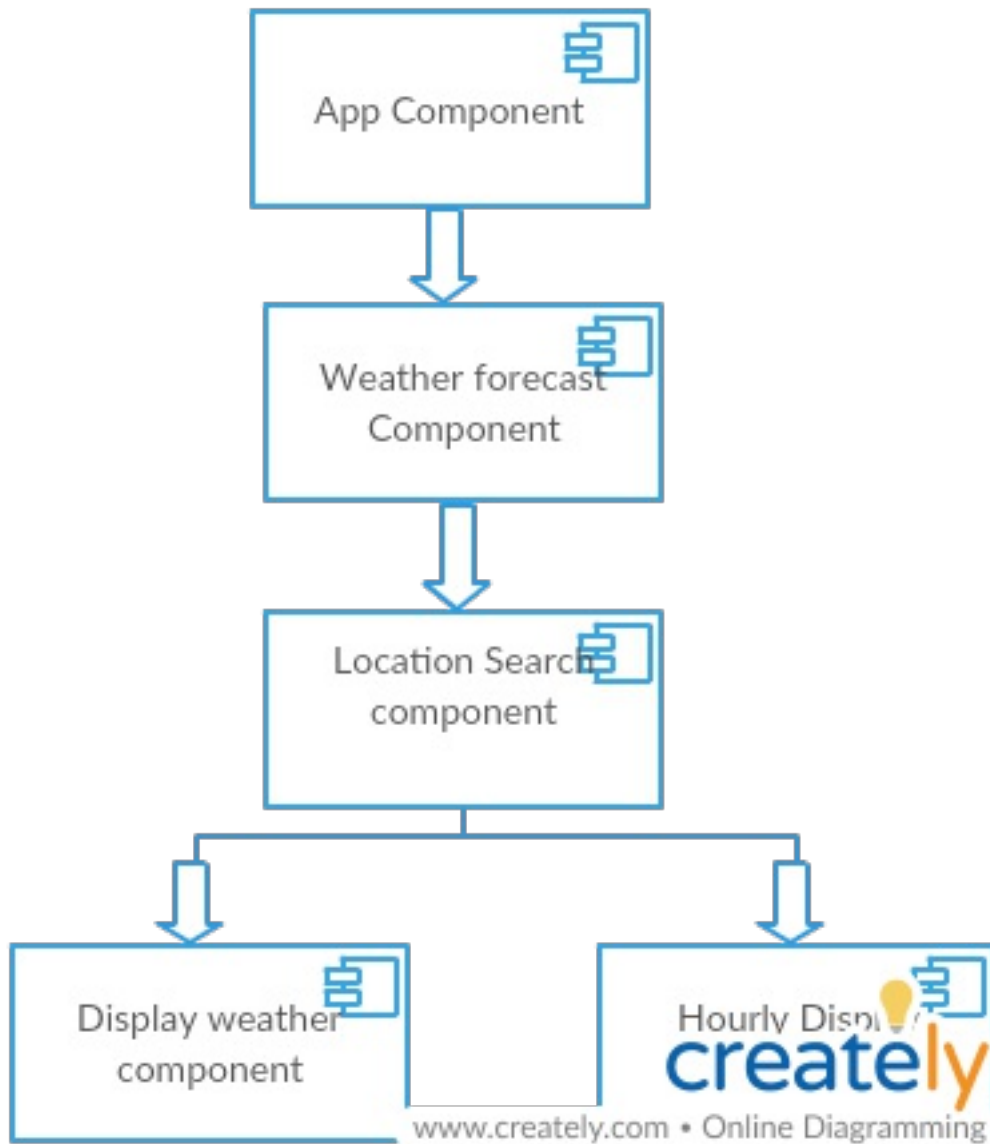 App Component
Weather forecast
Component
Location Search
component
Display weather
component
Hourly
creately
www.creately.com • Online Diagramming